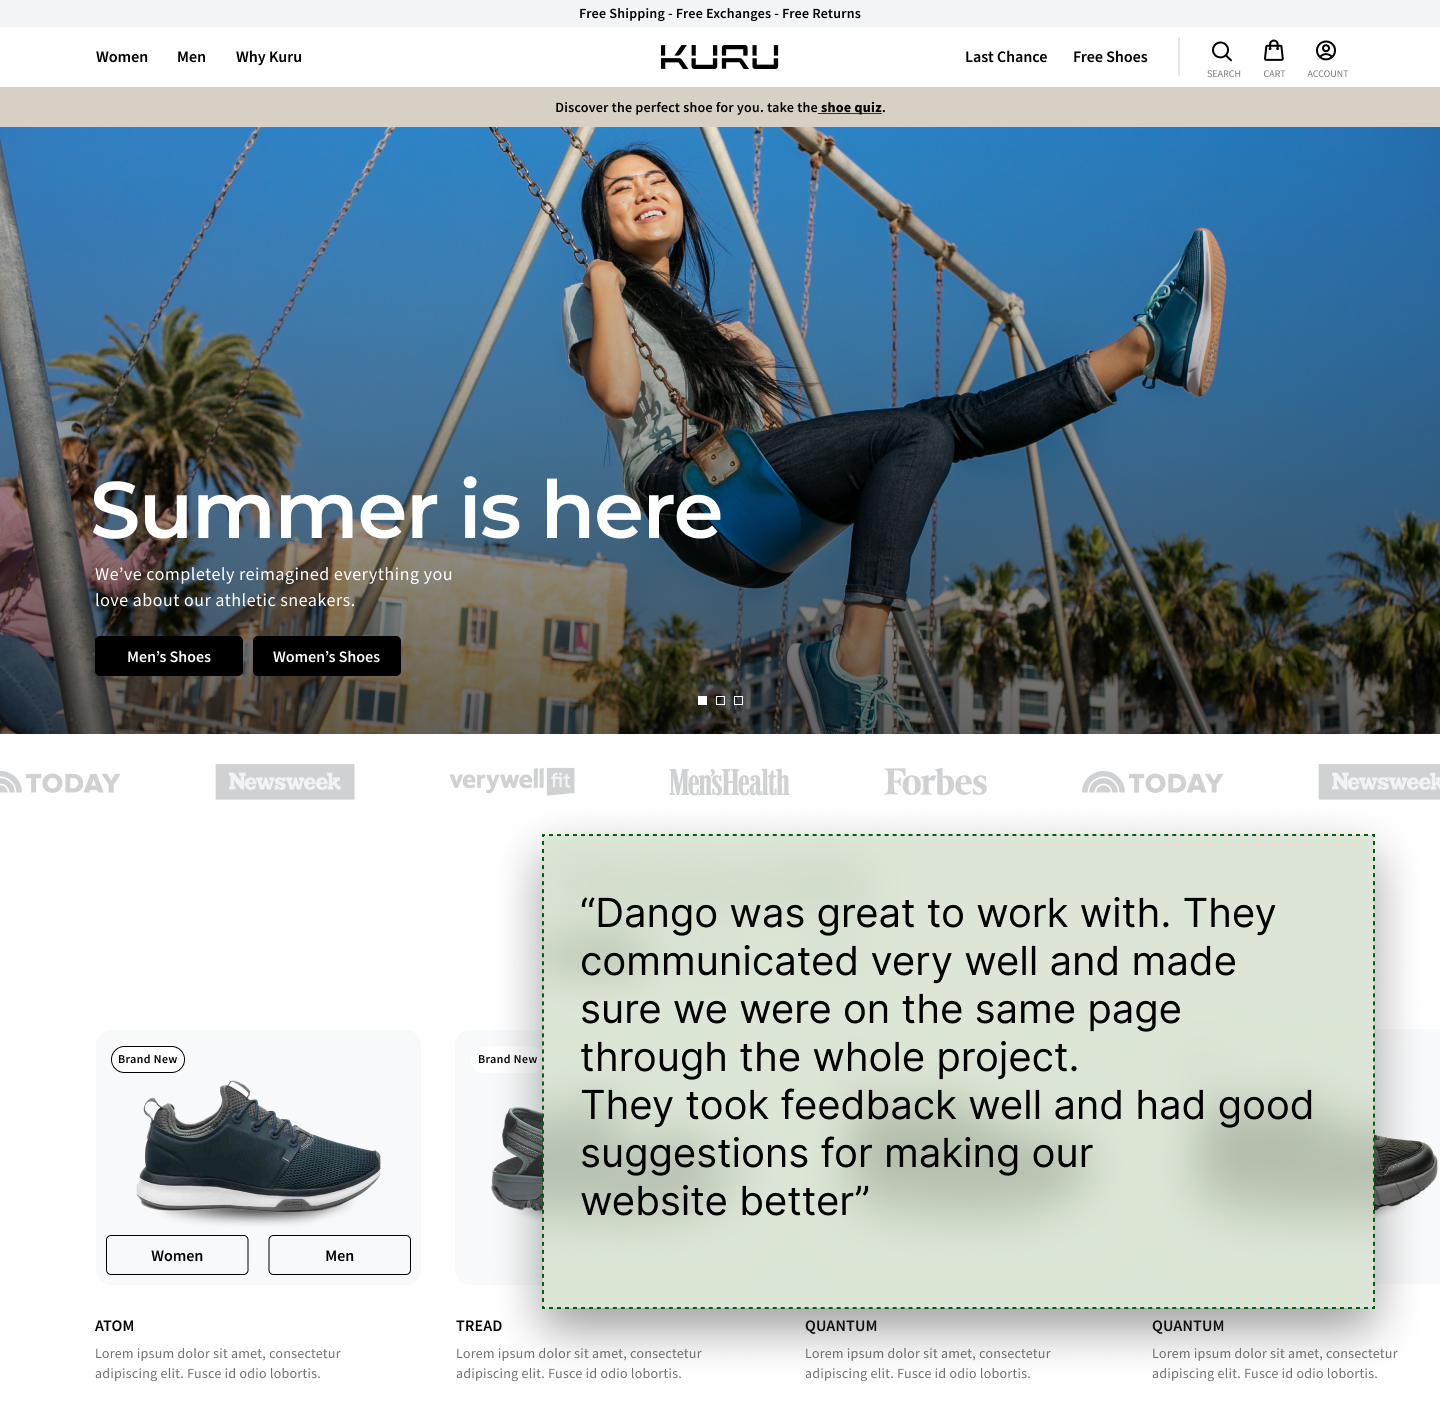 Free Shipping - Free Exchanges - Free Returns
Women Men Why Kuru
KURU
Last Chance Free Shoes
SEARCH CART ACCOUNT
Discover the perfect shoe for you. take the shoe quiz.
Summer is here
We’ve completely reimagined everything you
love about our athletic sneakers.
Men’s Shoes Women’s Shoes
TODAY Newsweek verywell fit Men'sHealth Forbes TODAY Newsweek
“Dango was great to work with. They
communicated very well and made
sure we were on the same page
through the whole project.
They took feedback well and had good
suggestions for making our
website better”
Brand New
Brand New
Women Men
ATOM
Lorem ipsum dolor sit amet, consectetur
adipiscing elit. Fusce id odio lobortis.
TREAD
Lorem ipsum dolor sit amet, consectetur
adipiscing elit. Fusce id odio lobortis.
QUANTUM
Lorem ipsum dolor sit amet, consectetur
adipiscing elit. Fusce id odio lobortis.
QUANTUM
Lorem ipsum dolor sit amet, consectetur
adipiscing elit. Fusce id odio lobortis.